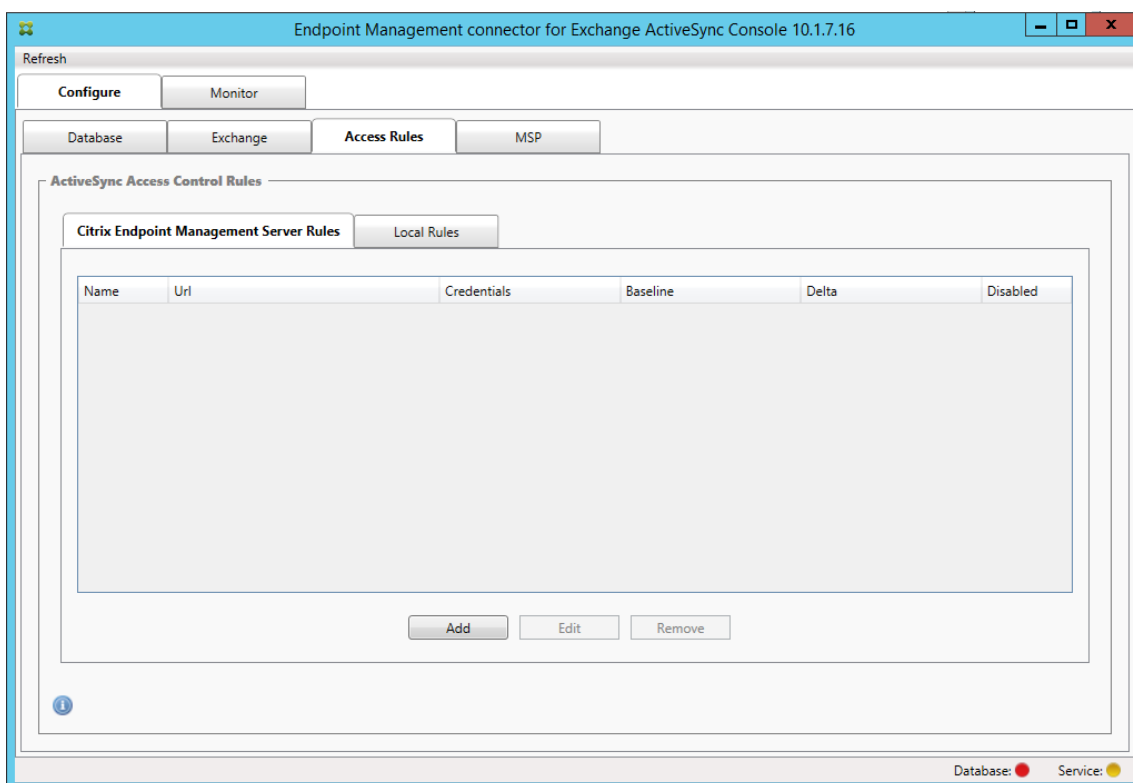 Endpoint Management connector for Exchange ActiveSync Console 10.1.7.16
Refresh
Configure Monitor
Database Exchange Access Rules MSP
ActiveSync Access Control Rules
Citrix Endpoint Management Server Rules Local Rules
Name Url Credentials Baseline Delta Disabled
Add Edit Remove
Database: Service: